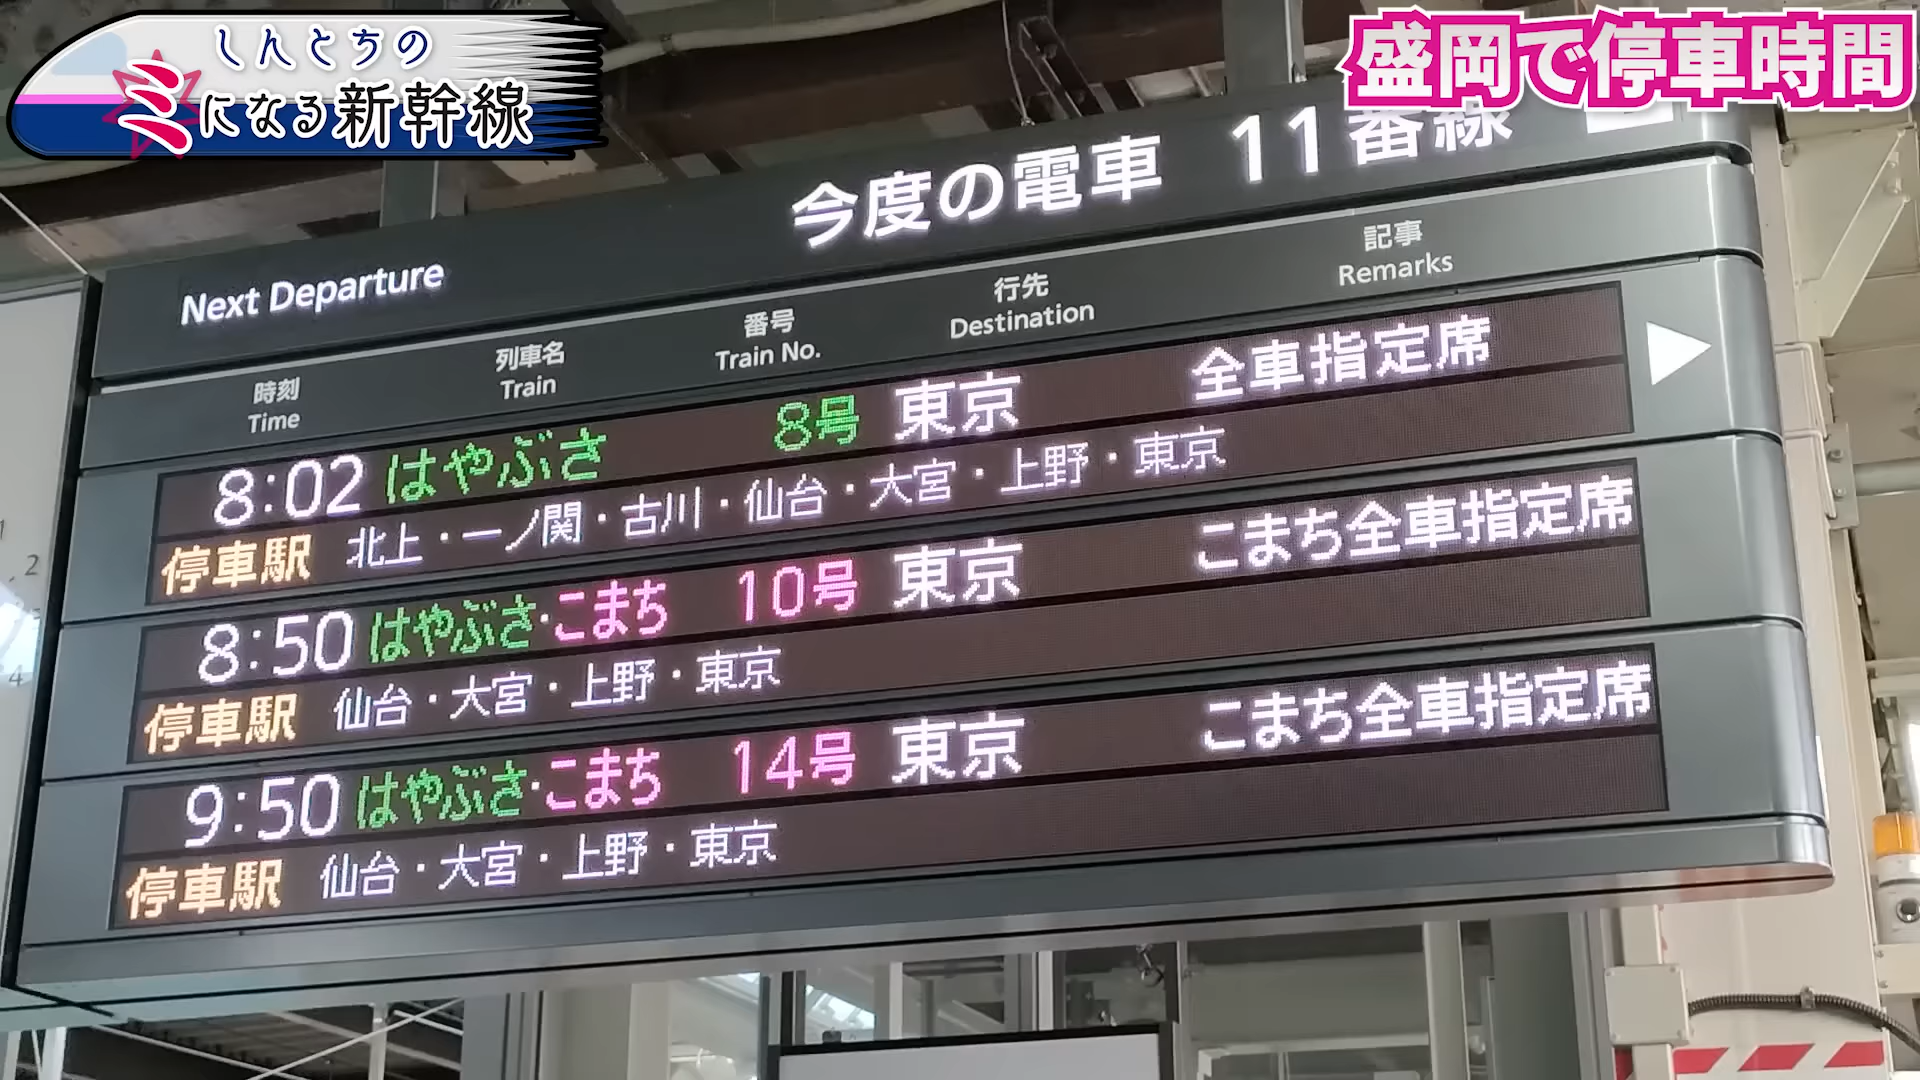 しんとちの
ミになる新幹線
盛岡で停車時間
今度の電車 11番線
Next Departure
時刻 列車名 番号 行先 記事
Time Train Train No. Destination Remarks
8:02 はやぶさ 8号 東京 全車指定席
停車駅 北上・一ノ関・古川・仙台・大宮・上野・東京
8:50 はやぶさ・こまち 10号 東京 こまち全車指定席
停車駅 仙台・大宮・上野・東京
9:50 はやぶさ・こまち 14号 東京 こまち全車指定席
停車駅 仙台・大宮・上野・東京